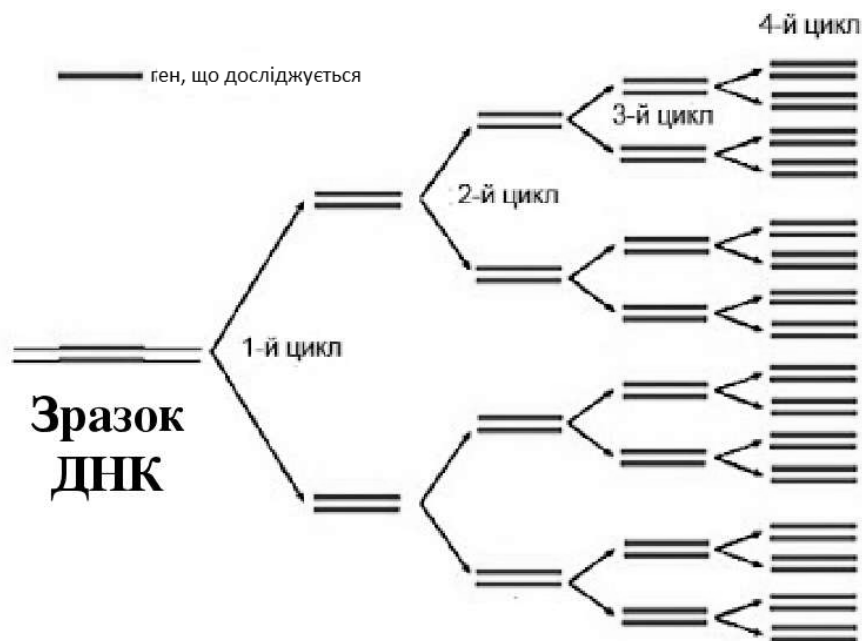 4-й цикл
ген, що досліджується
3-й цикл
2-й цикл
1-й цикл
Зразок
ДНК